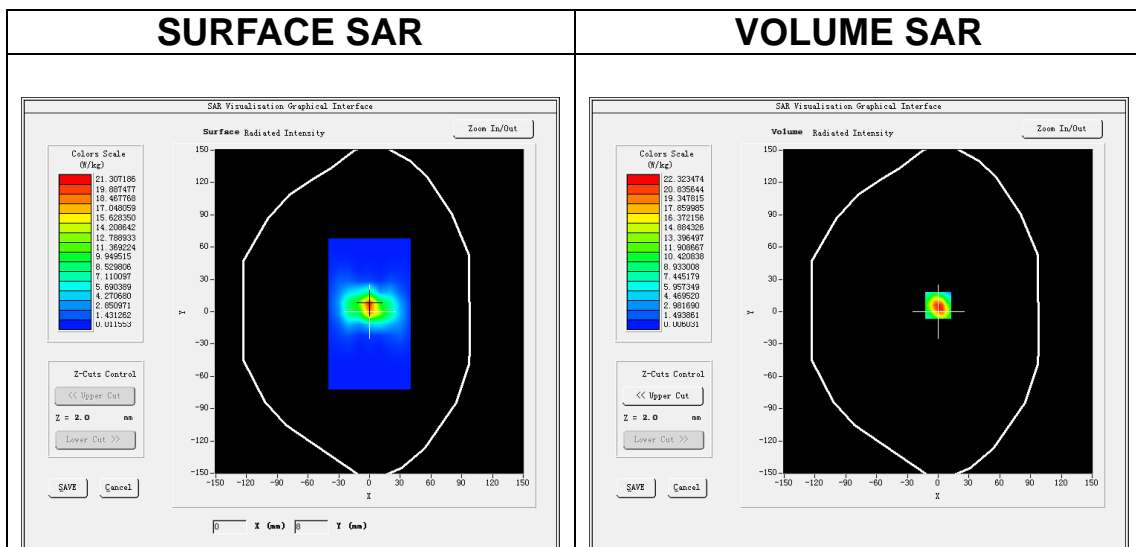 SURFACE SAR
VOLUME SAR
SAR Visualisation Graphical Interface
Surface Radiated Intensity
Zoom In/Out
Colors Scale
(W/kg)
21.307186
19.887477
18.467768
17.048059
15.628350
14.208642
12.788933
11.369224
9.949515
8.529806
7.110097
5.690389
4.270680
2.850971
1.431262
0.011553
Z-Cuts Control
<< Upper Cut
Z = 2.0 mm
Lower Cut >>
SAVE Cancel
150
120
90
60
30
0
-30
-60
-90
-120
-150
Y
-150 -120 -90 -60 -30 0 30 60 90 120 150
X
0 X (mm) 8 Y (mm)
SAR Visualisation Graphical Interface
Volume Radiated Intensity
Zoom In/Out
Colors Scale
(W/kg)
22.323474
20.835644
19.347815
17.859985
16.372156
14.884326
13.396497
11.908667
10.420838
8.933008
7.445179
5.957349
4.469520
2.981690
1.493861
0.006031
Z-Cuts Control
<< Upper Cut
Z = 2.0 mm
Lower Cut >>
SAVE Cancel
150
120
90
60
30
0
-30
-60
-90
-120
-150
Y
-150 -120 -90 -60 -30 0 30 60 90 120 150
X